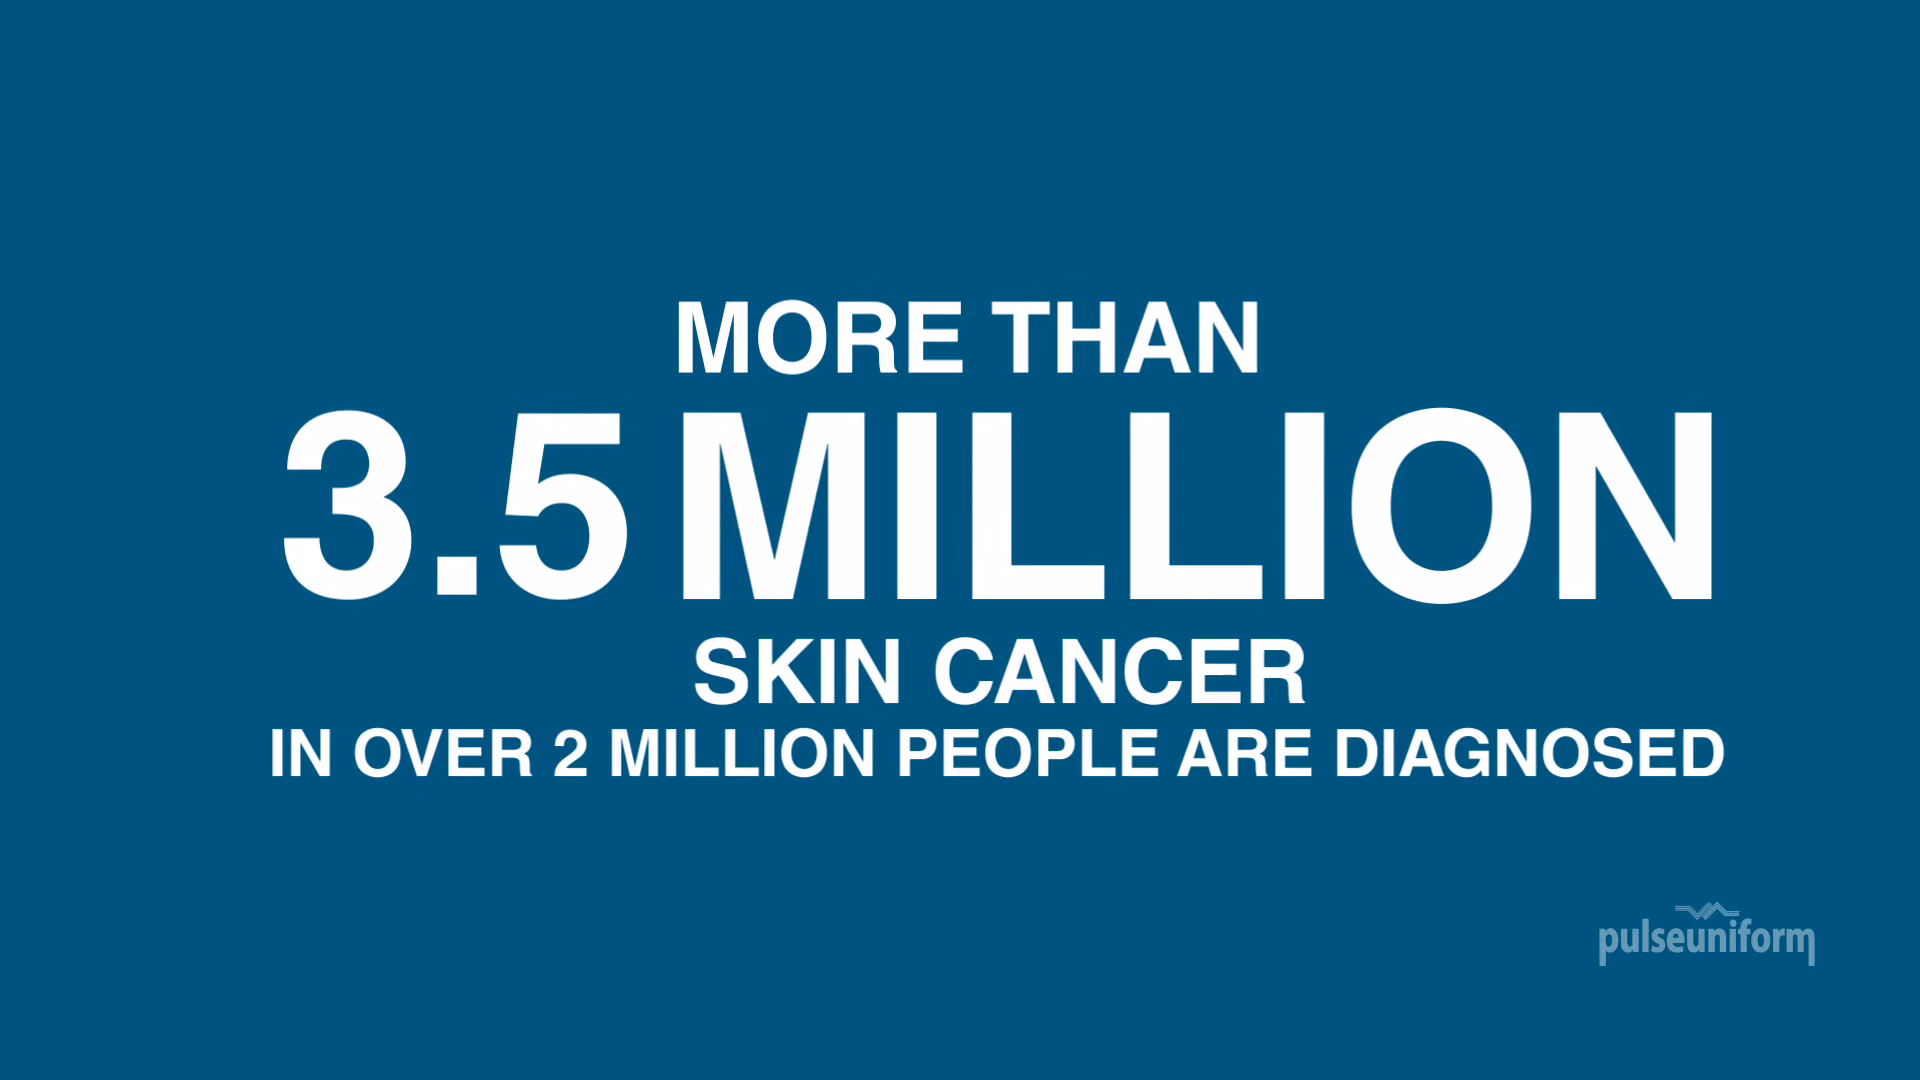 MORE THAN
3.5 MILLION
SKIN CANCER
IN OVER 2 MILLION PEOPLE ARE DIAGNOSED
pulseuniform